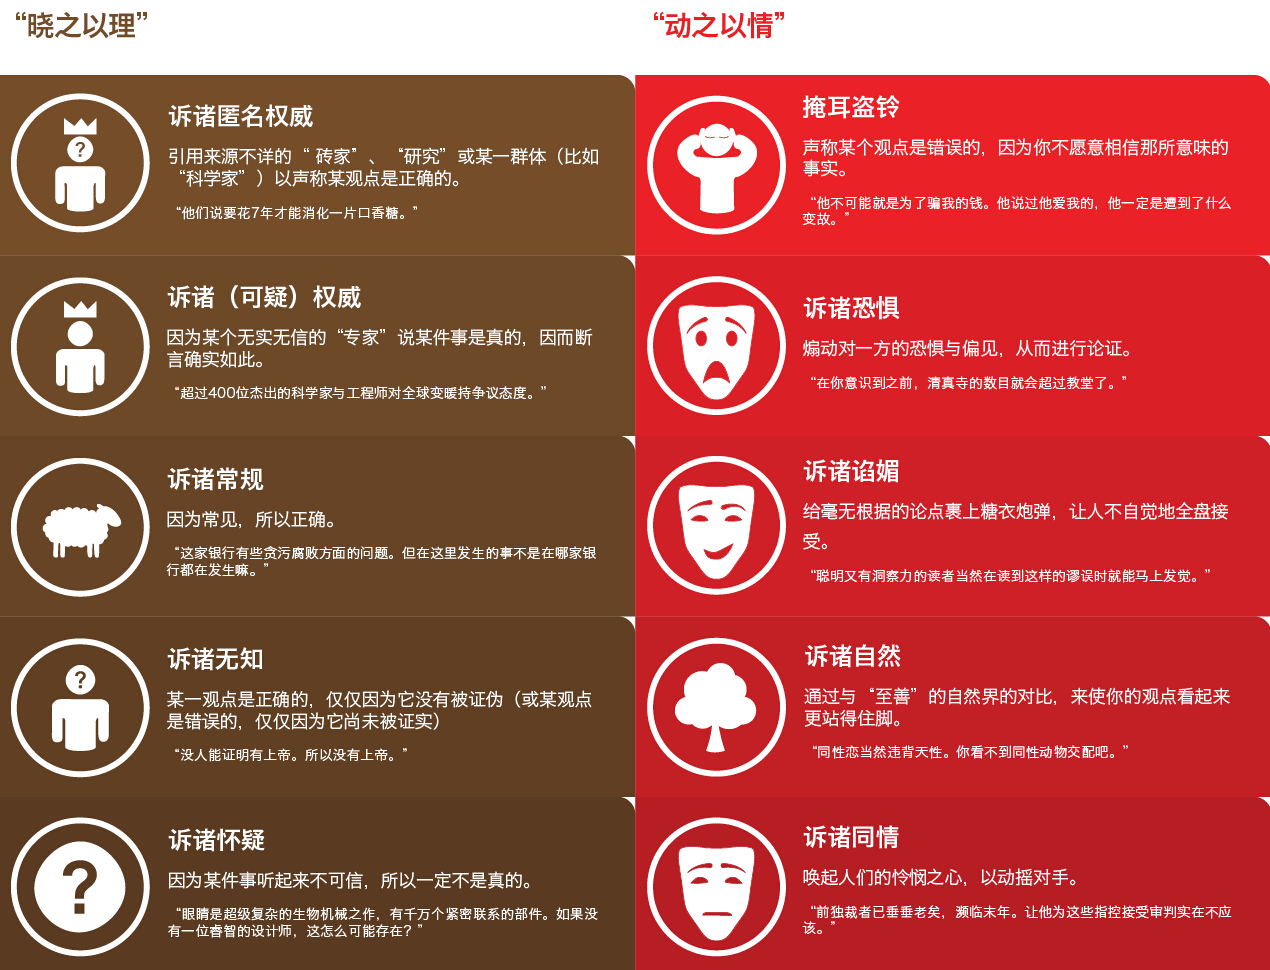 “晓之以理”
诉诸匿名权威
引用来源不详的“ 砖家”、“研究”或某一群体（比如
“科学家”）以声称某观点是正确的。
“他们说要花7年才能消化一片口香糖。”
诉诸（可疑）权威
因为某个无实无信的“专家”说某件事是真的，因而断
言确实如此。
“超过400位杰出的科学家与工程师对全球变暖持争议态度。”
诉诸常规
因为常见，所以正确。
“这家银行有些贪污腐败方面的问题。但在这里发生的事不是在哪家银
行都在发生嘛。”
诉诸无知
某一观点是正确的，仅仅因为它没有被证伪（或某观点
是错误的，仅仅因为它尚未被证实）
“没人能证明有上帝。所以没有上帝。”
诉诸怀疑
因为某件事听起来不可信，所以一定不是真的。
“眼睛是超级复杂的生物机械之作，有千万个紧密联系的部件。如果没
有一位睿智的设计师，这怎么可能存在？”
“动之以情”
掩耳盗铃
声称某个观点是错误的，因为你不愿意相信那所意味的
事实。
“他不可能就是为了骗我的钱。他说过他爱我的，他一定是遭到了什么
变故。”
诉诸恐惧
煽动对一方的恐惧与偏见，从而进行论证。
“在你意识到之前，清真寺的数目就会超过教堂了。”
诉诸谄媚
给毫无根据的论点裹上糖衣炮弹，让人不自觉地全盘接
受。
“聪明又有洞察力的读者当然在读到这样的谬误时就能马上发觉。”
诉诸自然
通过与“至善”的自然界的对比，来使你的观点看起来
更站得住脚。
“同性恋当然违背天性。你看不到同性动物交配吧。”
诉诸同情
唤起人们的怜悯之心，以动摇对手。
“前独裁者已垂垂老矣，濒临末年。让他为这些指控接受审判实在不应
该。”